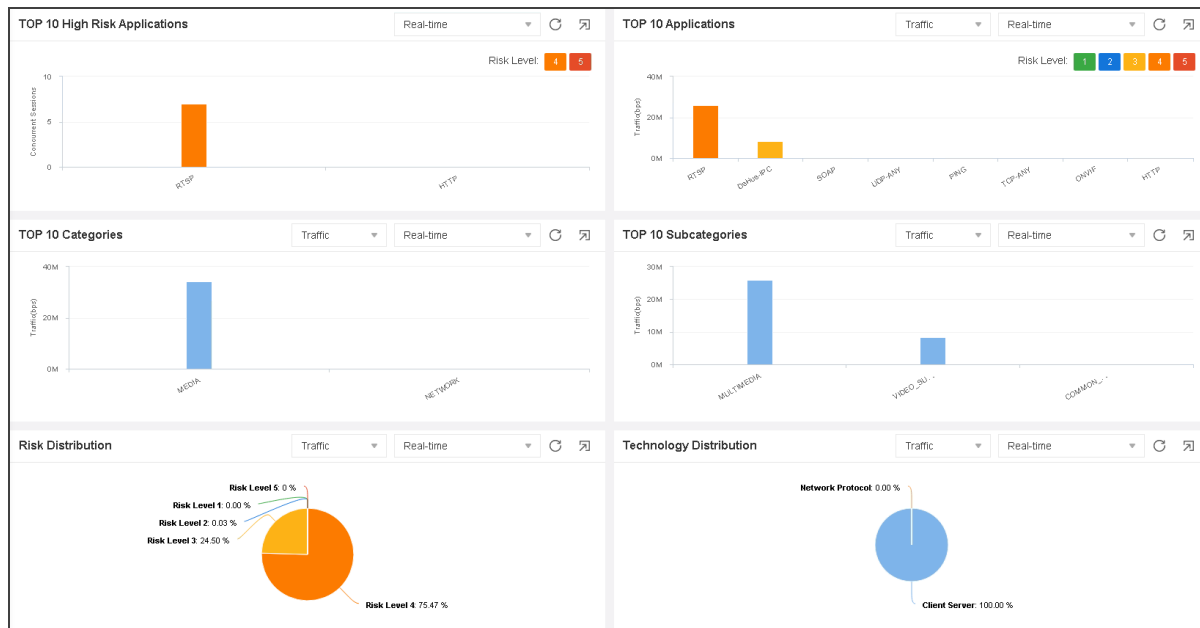 TOP 10 High Risk Applications
Real-time
Risk Level: 4 5
Concurrent Sessions
10
5
0
RTSP
HTTP
TOP 10 Applications
Traffic
Real-time
Risk Level: 1 2 3 4 5
Traffic(bps)
40M
20M
0M
RTSP
DaHua-IPC
SOAP
UDP-ANY
PING
TCP-ANY
ONVIF
HTTP
TOP 10 Categories
Traffic
Real-time
Traffic(bps)
40M
20M
0M
MEDIA
NETWORK
TOP 10 Subcategories
Traffic
Real-time
Traffic(bps)
30M
20M
10M
0M
MULTIMEDIA
VIDEO_SU...
COMMON_...
Risk Distribution
Traffic
Real-time
Risk Level 5: 0 %
Risk Level 1: 0.00 %
Risk Level 2: 0.03 %
Risk Level 3: 24.50 %
Risk Level 4: 75.47 %
Technology Distribution
Traffic
Real-time
Network Protocol: 0.00 %
Client Server: 100.00 %